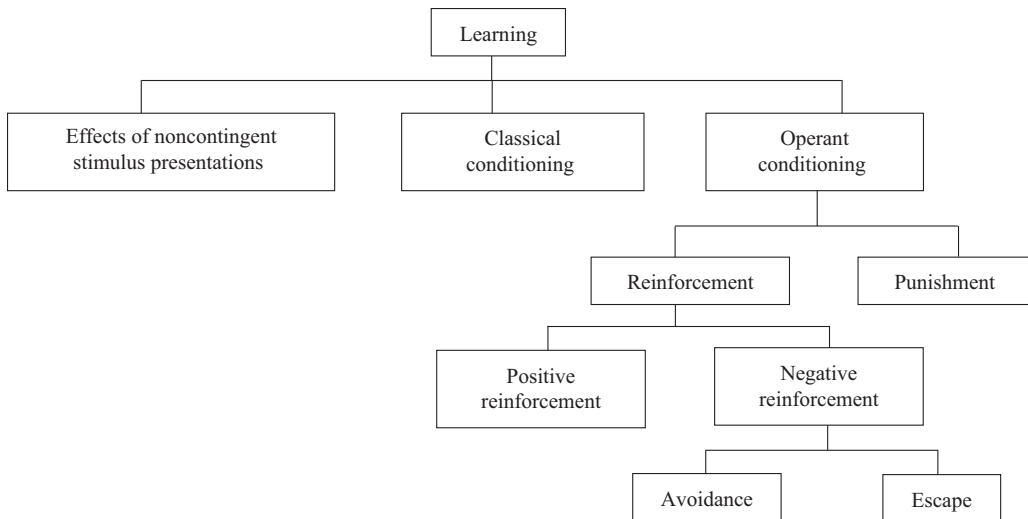 Learning
Effects of noncontingent
stimulus presentations
Classical
conditioning
Operant
conditioning
Reinforcement
Punishment
Positive
reinforcement
Negative
reinforcement
Avoidance
Escape